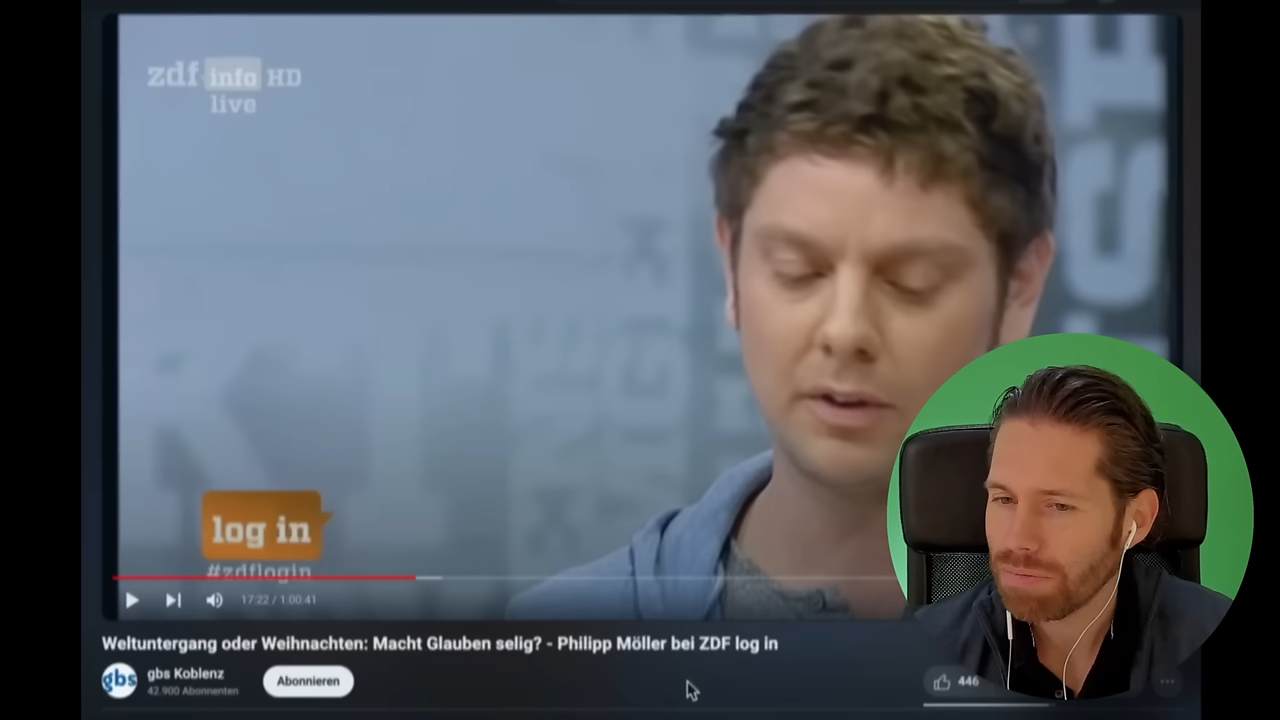 zdf info HD
live
log in
#zdflogin
17:22 / 1:00:41
Weltuntergang oder Weihnachten: Macht Glauben selig? - Philipp Möller bei ZDF log in
gbs
gbs Koblenz
42.900 Abonnenten
Abonnieren
446